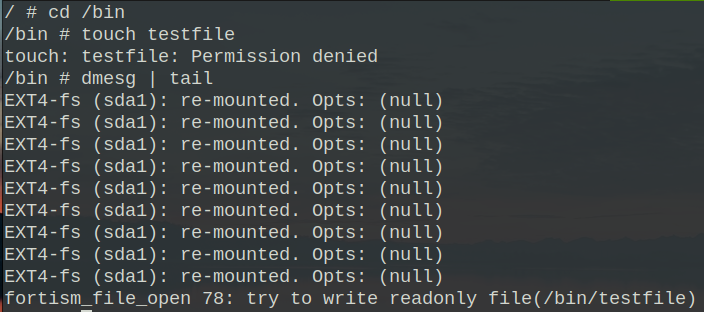 / # cd /bin
/bin # touch testfile
touch: testfile: Permission denied
/bin # dmesg | tail
EXT4-fs (sda1): re-mounted. Opts: (null)
EXT4-fs (sda1): re-mounted. Opts: (null)
EXT4-fs (sda1): re-mounted. Opts: (null)
EXT4-fs (sda1): re-mounted. Opts: (null)
EXT4-fs (sda1): re-mounted. Opts: (null)
EXT4-fs (sda1): re-mounted. Opts: (null)
EXT4-fs (sda1): re-mounted. Opts: (null)
EXT4-fs (sda1): re-mounted. Opts: (null)
EXT4-fs (sda1): re-mounted. Opts: (null)
fortism_file_open 78: try to write readonly file(/bin/testfile)